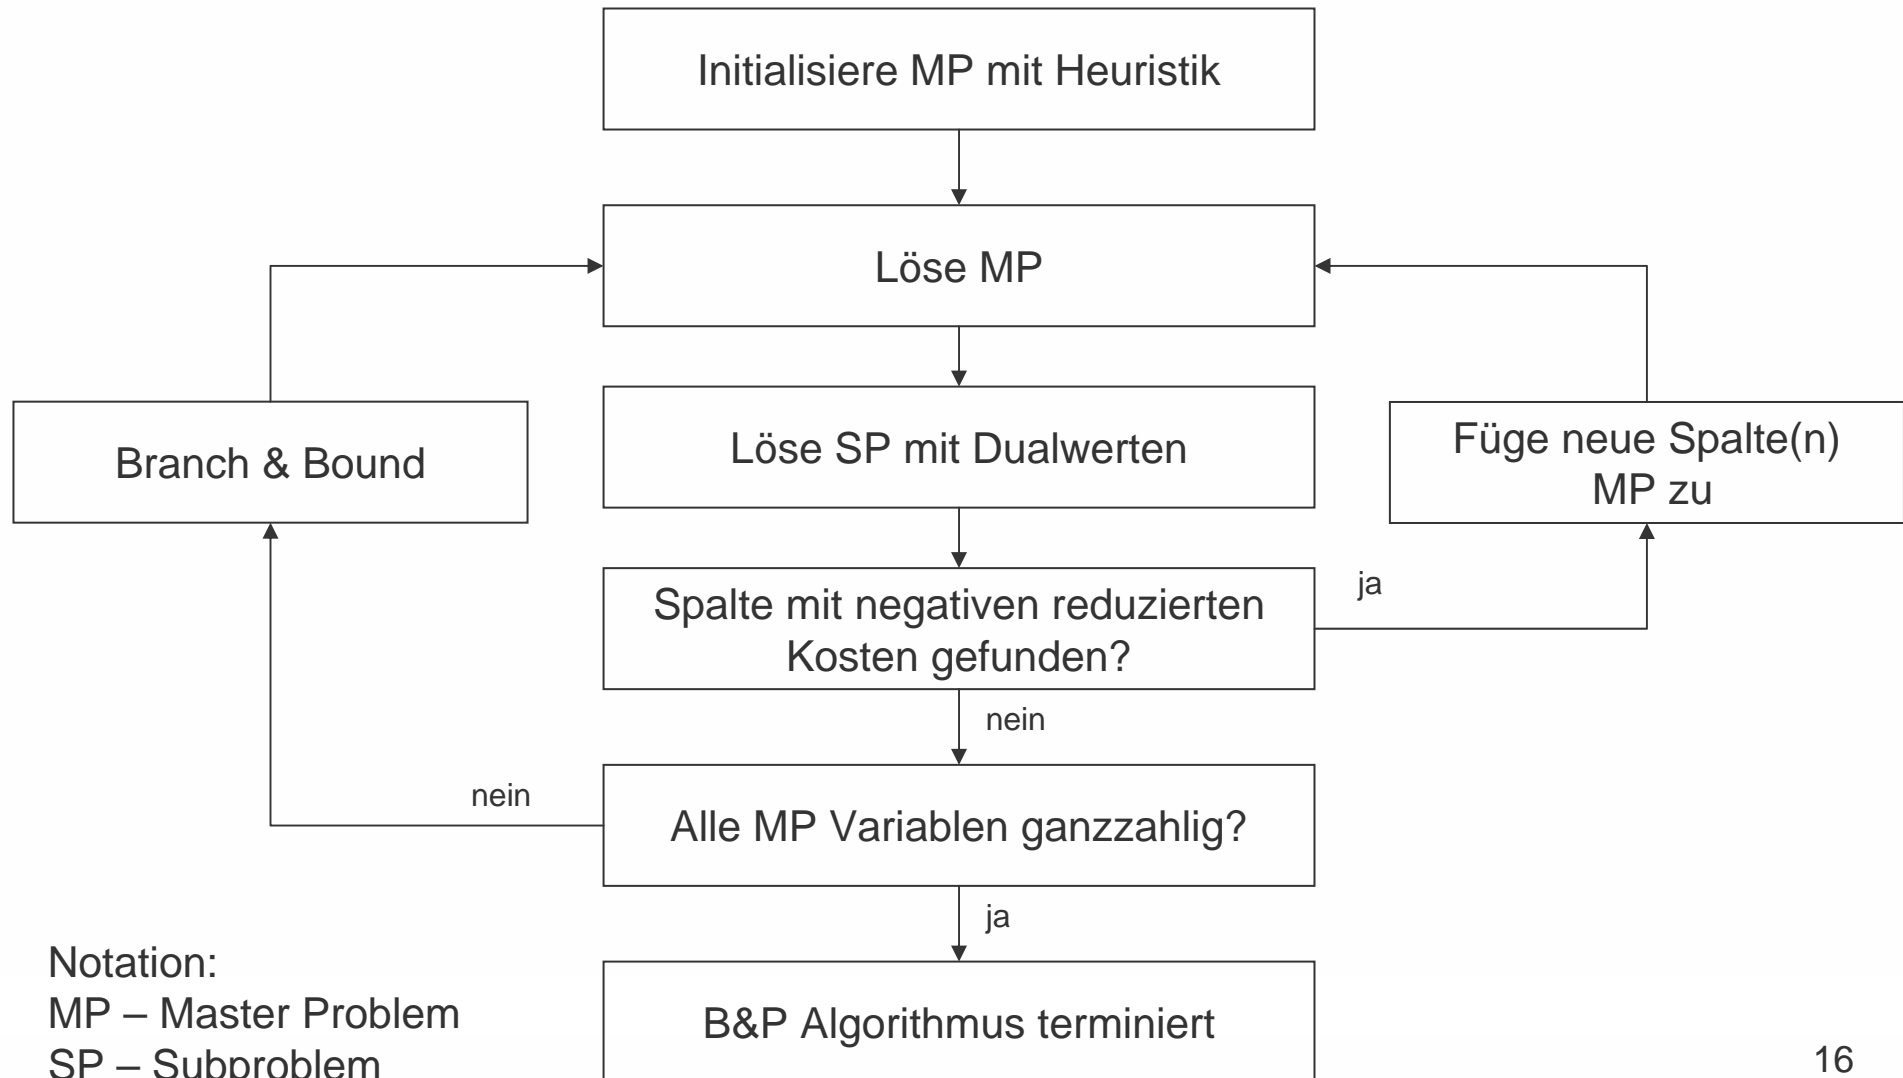 Initialisiere MP mit Heuristik
Löse MP
Branch & Bound
Löse SP mit Dualwerten
Füge neue Spalte(n)
MP zu
Spalte mit negativen reduzierten
Kosten gefunden?
ja
nein
nein
Alle MP Variablen ganzzahlig?
ja
B&P Algorithmus terminiert
Notation:
MP – Master Problem
SP – Subproblem
16